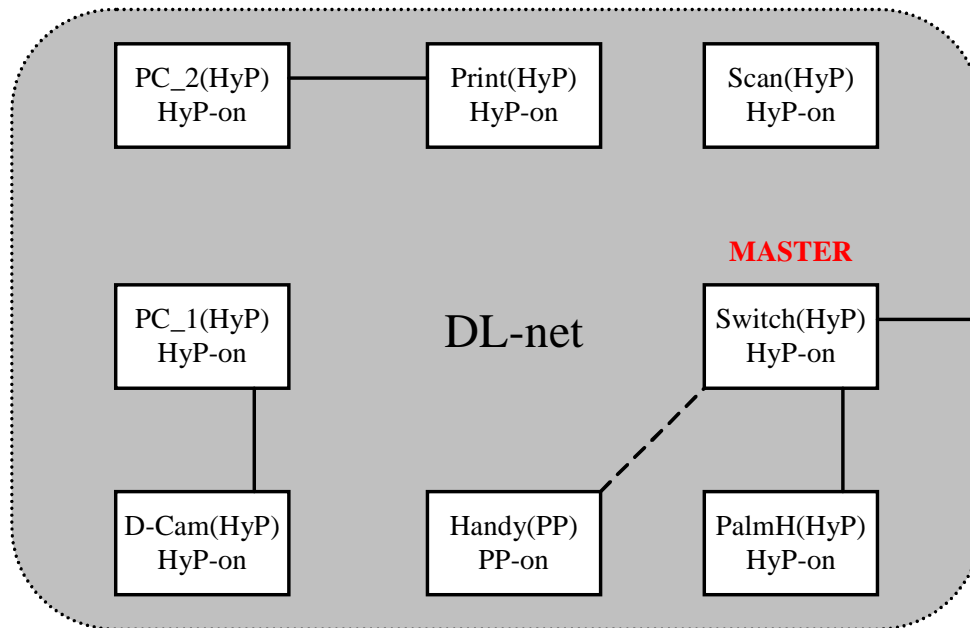 PC_2(HyP)
HyP-on
Print(HyP)
HyP-on
Scan(HyP)
HyP-on
MASTER
PC_1(HyP)
HyP-on
DL-net
Switch(HyP)
HyP-on
D-Cam(HyP)
HyP-on
Handy(PP)
PP-on
PalmH(HyP)
HyP-on